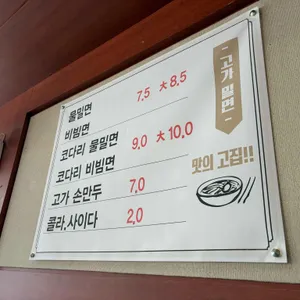 물밀면
비빔면 7.5 大 8.5
코다리 물밀면
코다리 비빔면 9.0 大 10.0
고가 손만두 7.0
콜라,사이다 2.0
- 고가 밀면 -
맛의 고집!!